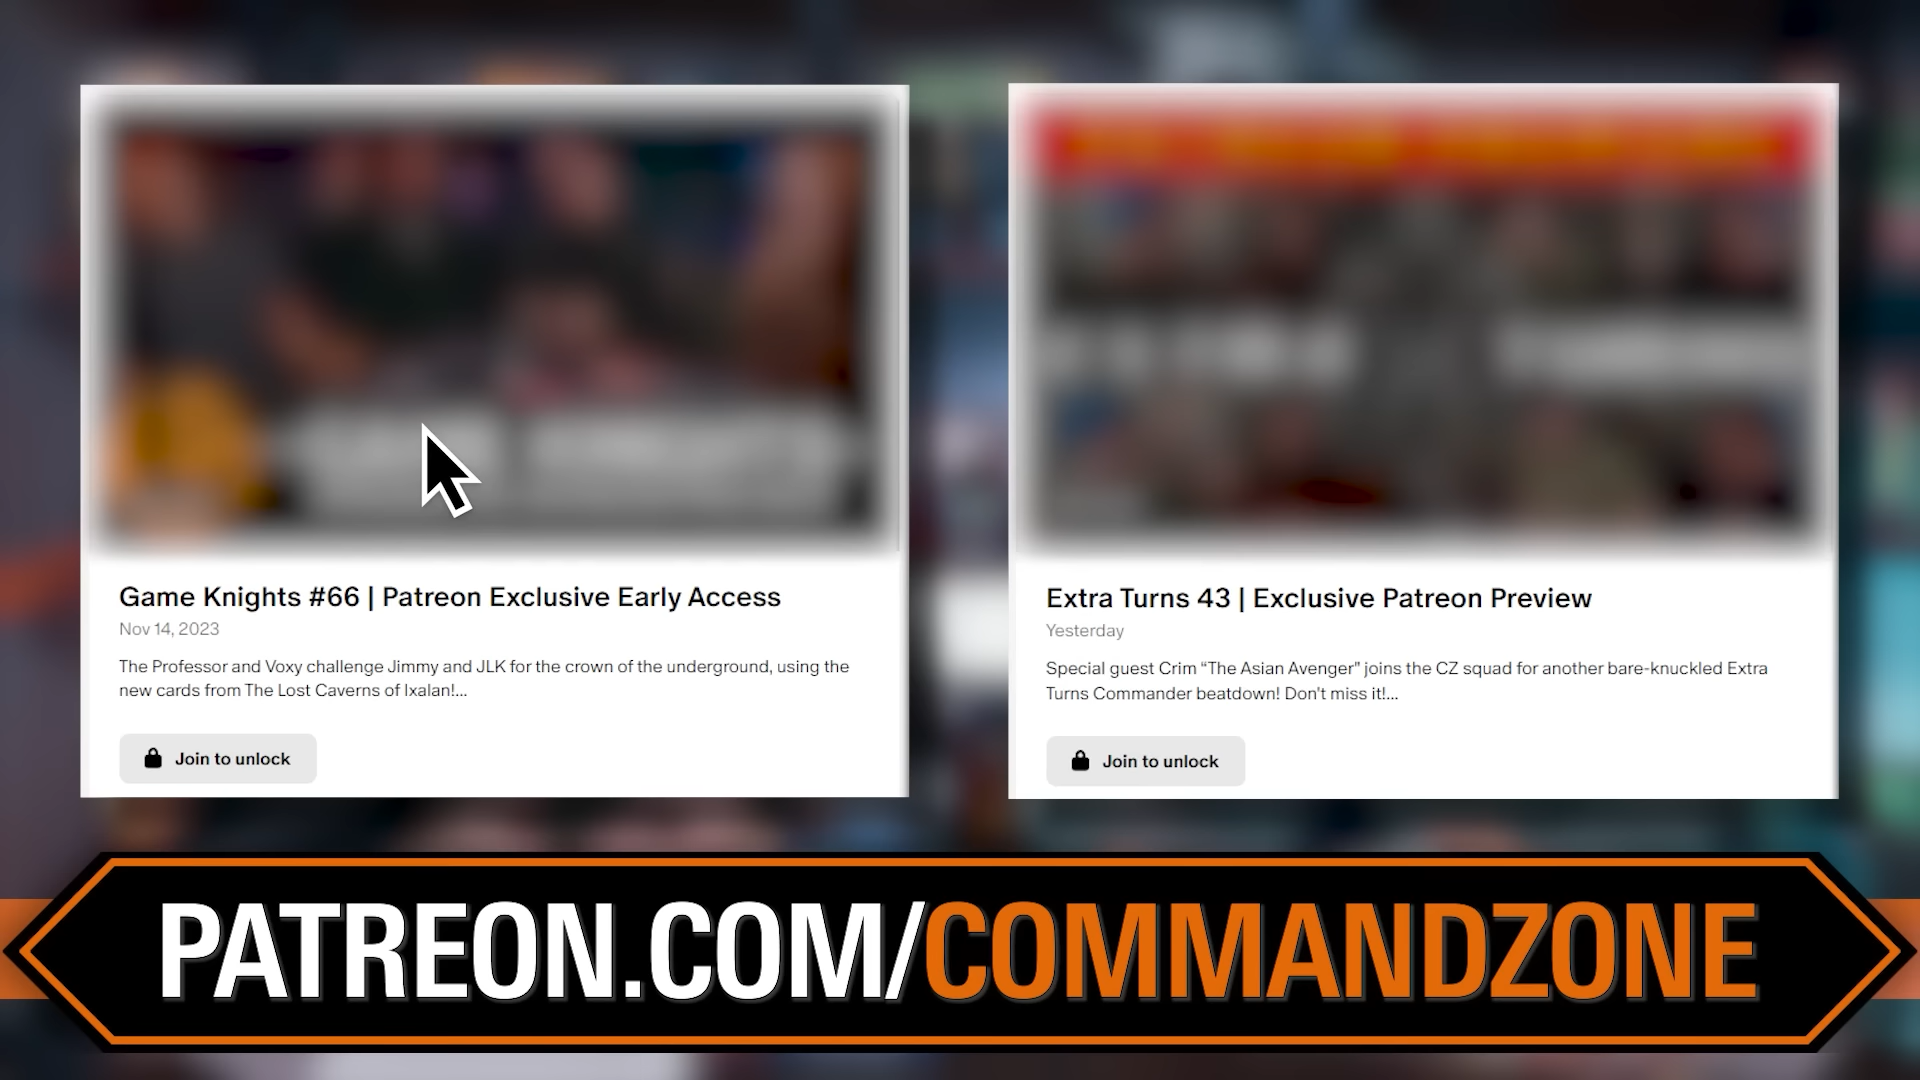 Game Knights #66 | Patreon Exclusive Early Access
Nov 14, 2023
The Professor and Voxy challenge Jimmy and JLK for the crown of the underground, using the
new cards from The Lost Caverns of Ixalan!...
Join to unlock
Extra Turns 43 | Exclusive Patreon Preview
Yesterday
Special guest Crim “The Asian Avenger” joins the CZ squad for another bare-knuckled Extra
Turns Commander beatdown! Don't miss it!...
Join to unlock
PATREON.COM/COMMANDZONE